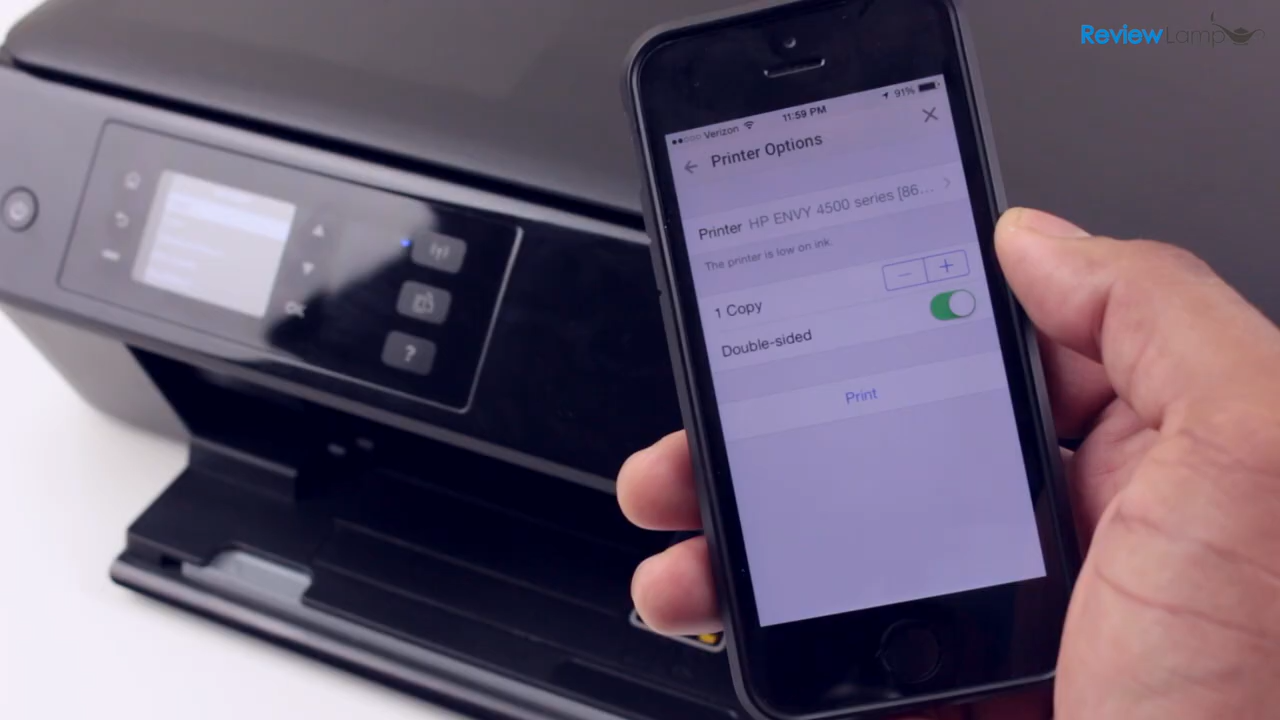 ReviewLamp
Verizon 11:59 PM 91%
Printer Options
Printer HP ENVY 4500 series [86...
The printer is low on ink.
1 Copy
Double-sided
Print
OK
?